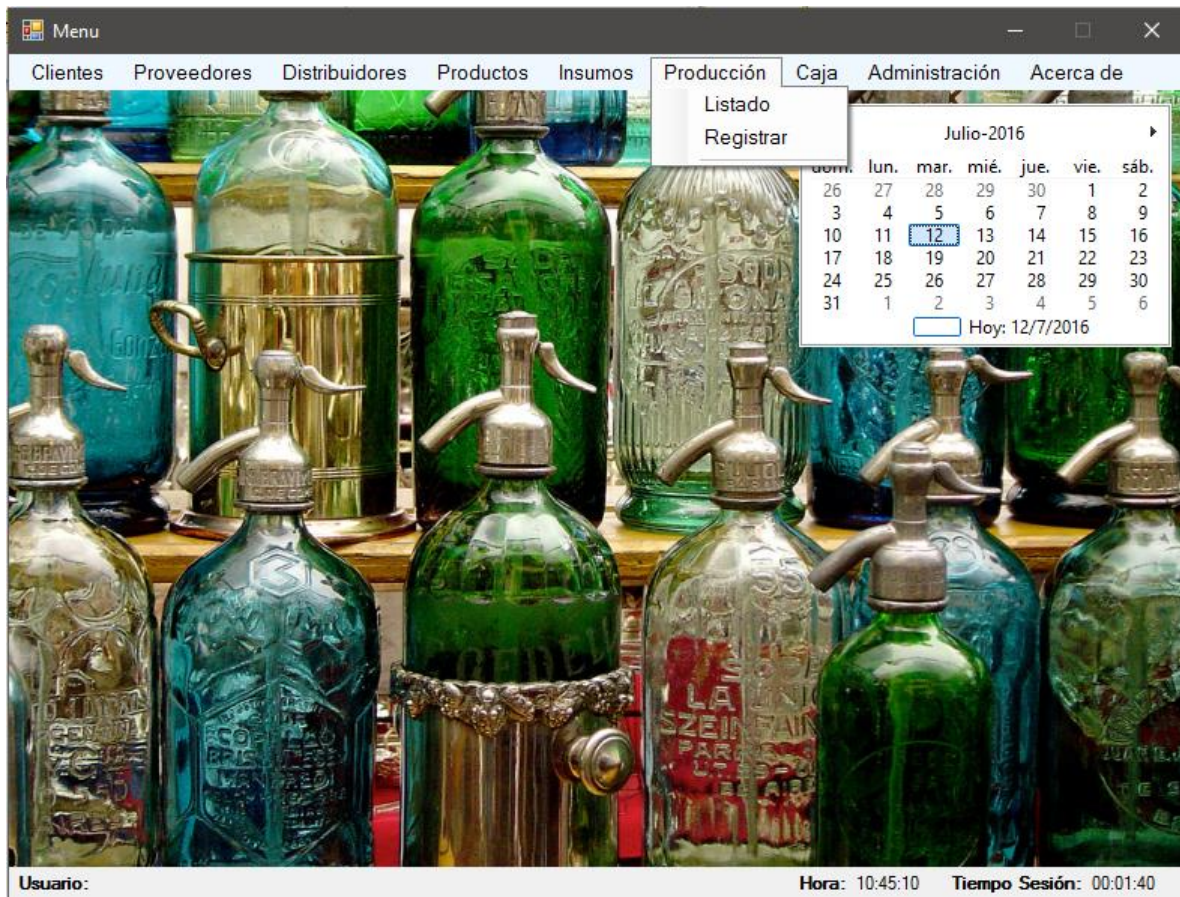 Menu
Clientes Proveedores Distribuidores Productos Insumos Producción Caja Administración Acerca de
Listado
Registrar
Julio-2016
lun. mar. mié. jue. vie. sáb.
26 27 28 29 30 1 2
3 4 5 6 7 8 9
10 11 12 13 14 15 16
17 18 19 20 21 22 23
24 25 26 27 28 29 30
31 1 2 3 4 5 6
Hoy: 12/7/2016
LA
Usuario:
Hora: 10:45:10 Tiempo Sesión: 00:01:40